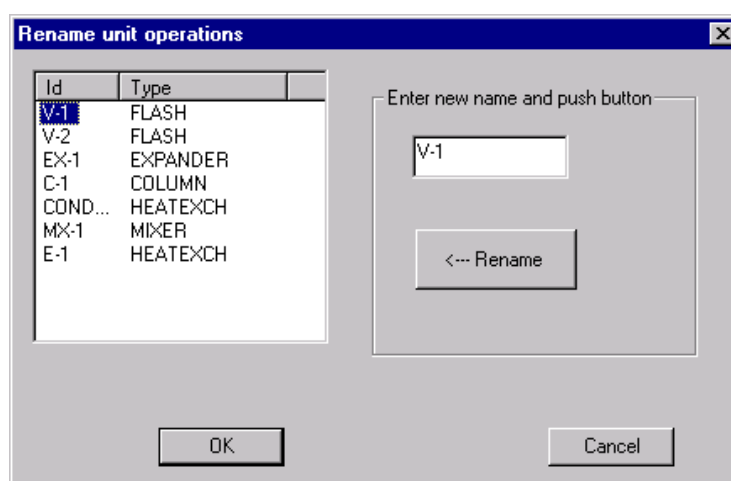 Rename unit operations
Id Type
V-1 FLASH
V-2 FLASH
EX-1 EXPANDER
C-1 COLUMN
COND... HEATEXCH
MX-1 MIXER
E-1 HEATEXCH
Enter new name and push button
V-1
<--- Rename
OK Cancel